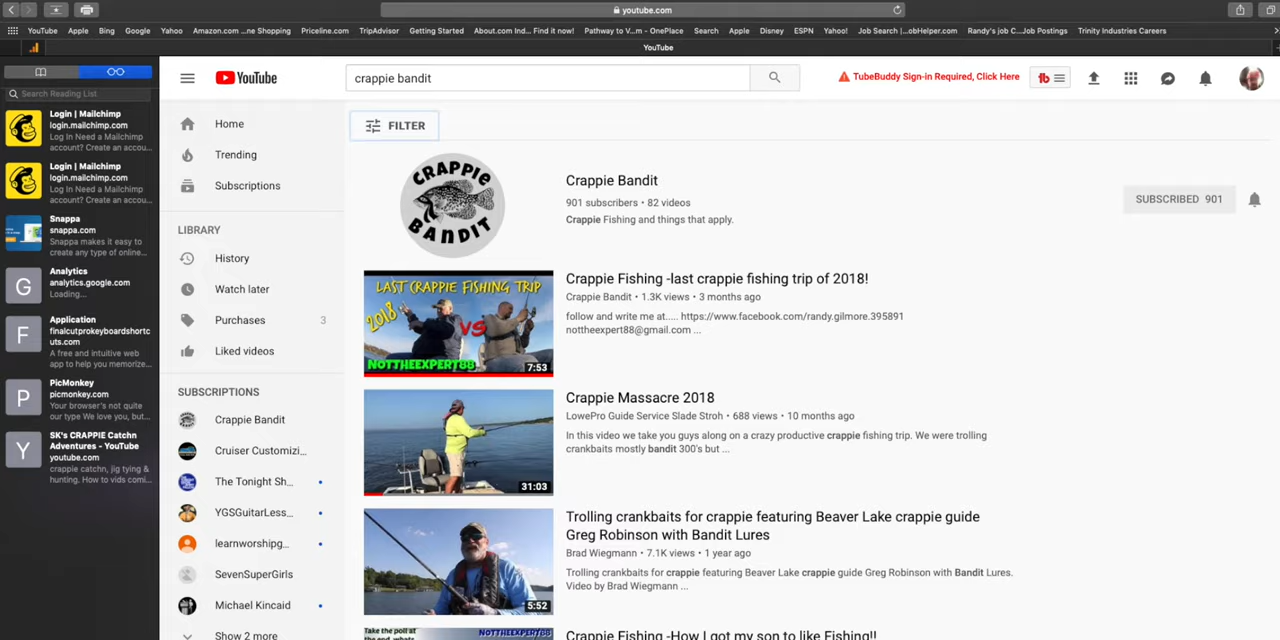 youtube.com
YouTube Apple Bing Google Yahoo Amazon.com ...ne Shopping Priceline.com TripAdvisor Getting Started About.com Ind... Find it now! Pathway to V...m - OnePlace Search Apple Disney ESPN Yahoo! Job Search |...obHelper.com Randy's job C...Job Postings Trinity Industries Careers
YouTube
Search Reading List
Login | Mailchimp
login.mailchimp.com
Log In Need a Mailchimp
account? Create an accou...
Login | Mailchimp
login.mailchimp.com
Log In Need a Mailchimp
account? Create an accou...
Snappa
snappa.com
Snappa makes it easy to
create any type of online...
G
Analytics
analytics.google.com
Loading...
F
Application
finalcutprokeyboardshortc
uts.com
A free and intuitive web
app to help you memorize...
P
PicMonkey
picmonkey.com
Your browser's not quite
our type We love you, but...
Y
SK's CRAPPIE Catchn
Adventures - YouTube
youtube.com
crappie catchn, jig tying &
hunting. How to vids comi...
YouTube
crappie bandit
TubeBuddy Sign-in Required, Click Here
tb
Home
Trending
Subscriptions
LIBRARY
History
Watch later
Purchases 3
Liked videos
SUBSCRIPTIONS
Crappie Bandit
Cruiser Customizi...
The Tonight Sh...
YGSGuitarLess...
learnworshipg...
SevenSuperGirls
Michael Kincaid
Show 2 more
FILTER
CRAPPIE
BANDIT
Crappie Bandit
901 subscribers • 82 videos
Crappie Fishing and things that apply.
SUBSCRIBED 901
LAST CRAPPIE FISHING TRIP
2018
VS
NOTTHEEXPERT88
7:53
Crappie Fishing -last crappie fishing trip of 2018!
Crappie Bandit • 1.3K views • 3 months ago
follow and write me at..... https://www.facebook.com/randy.gilmore.395891
nottheexpert88@gmail.com ...
31:03
Crappie Massacre 2018
LowePro Guide Service Slade Stroh • 688 views • 10 months ago
In this video we take you guys along on a crazy productive crappie fishing trip. We were trolling
crankbaits mostly bandit 300's but ...
5:52
Trolling crankbaits for crappie featuring Beaver Lake crappie guide
Greg Robinson with Bandit Lures
Brad Wiegmann • 7.1K views • 1 year ago
Trolling crankbaits for crappie featuring Beaver Lake crappie guide Greg Robinson with Bandit Lures.
Video by Brad Wiegmann ...
Take the poll at
the end, whats
NOTTHEEXPERT88
Crappie Fishing -How I got my son to like Fishing!!